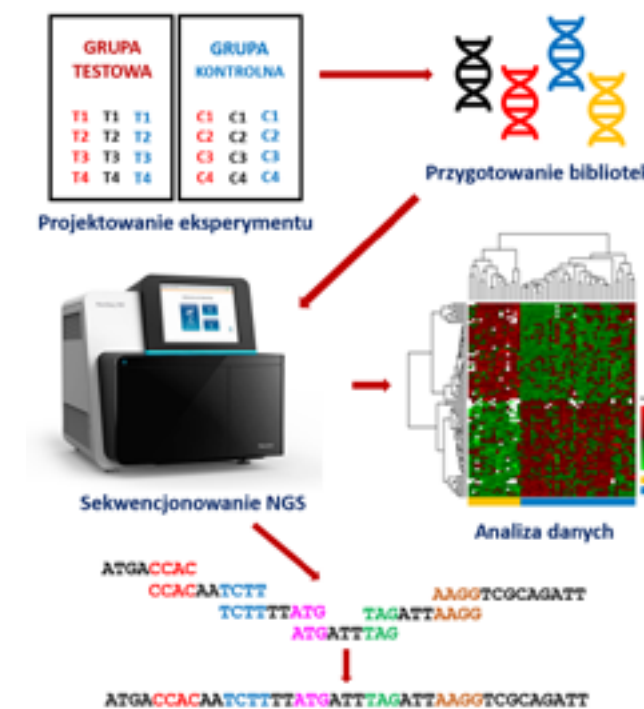 GRUPA
TESTOWA
T1 T1 T1
T2 T2 T2
T3 T3 T3
T4 T4 T4
GRUPA
KONTROLNA
C1 C1 C1
C2 C2 C2
C3 C3 C3
C4 C4 C4
Projektowanie eksperymentu
Przygotowanie bibliotek
Sekwencjonowanie NGS
Analiza danych
ATGACCAC
CCACAATCTT
TCTTTTATG
ATGATTTAG
TAGATTAAGG
AAGGTCGCAGATT
ATGACCACAATCTTTTATGATTTAGATTAAGGTCGCAGATT